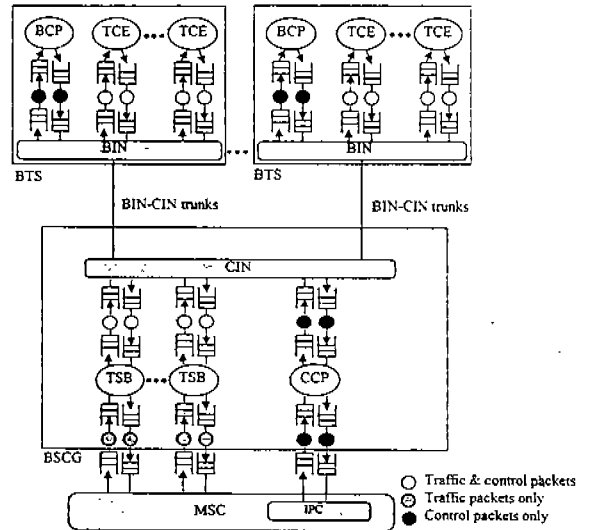 BCP TCE ••• TCE
BCP TCE ••• TCE
BIN
BIN
BTS
•••
BTS
BIN-CIN trunks
BIN-CIN trunks
CIN
TSB ••• TSB
CCP
BSCG
MSC
IPC
Traffic & control packets
Traffic packets only
Control packets only